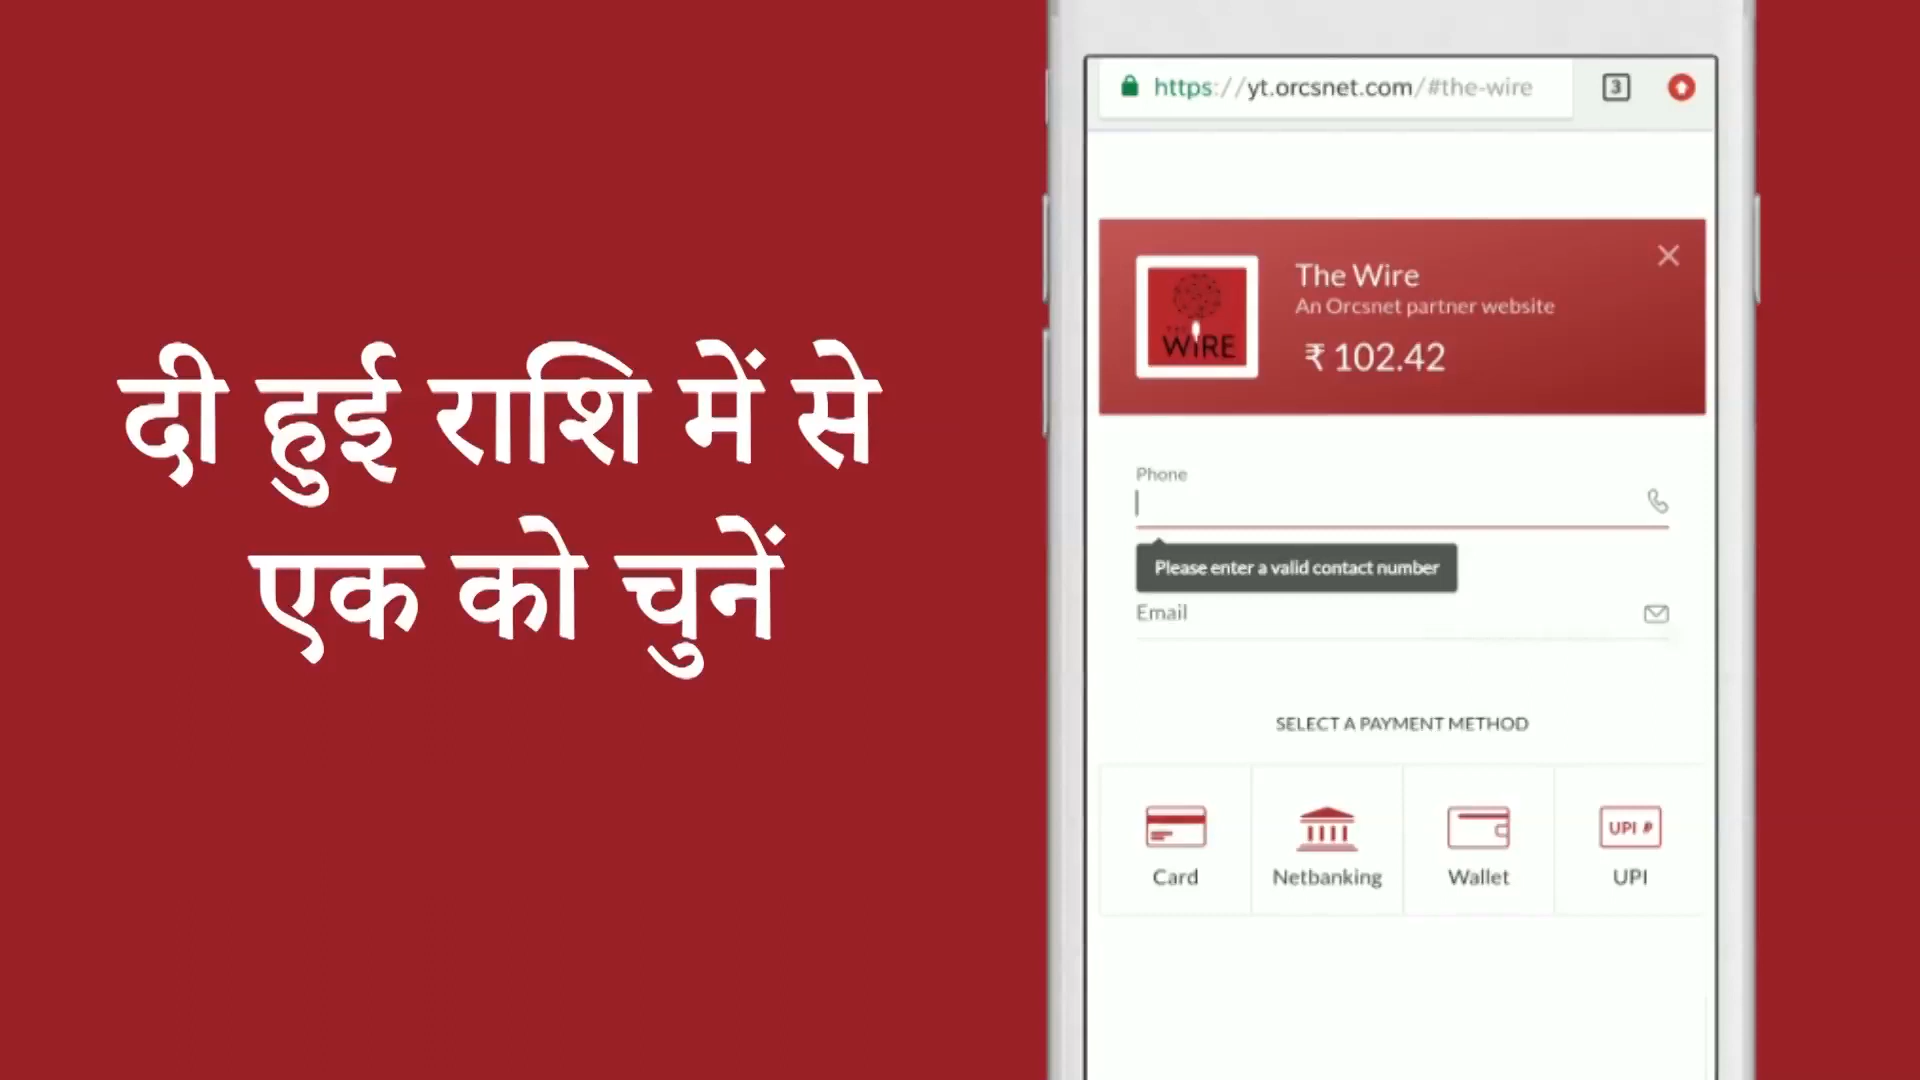 दी हुई राशि में से
एक को चुनें
https://yt.orcsnet.com/#the-wire
3
The Wire
An Orcsnet partner website
₹ 102.42
WIRE
Phone
Please enter a valid contact number
Email
SELECT A PAYMENT METHOD
UPI
Card
Netbanking
Wallet
UPI